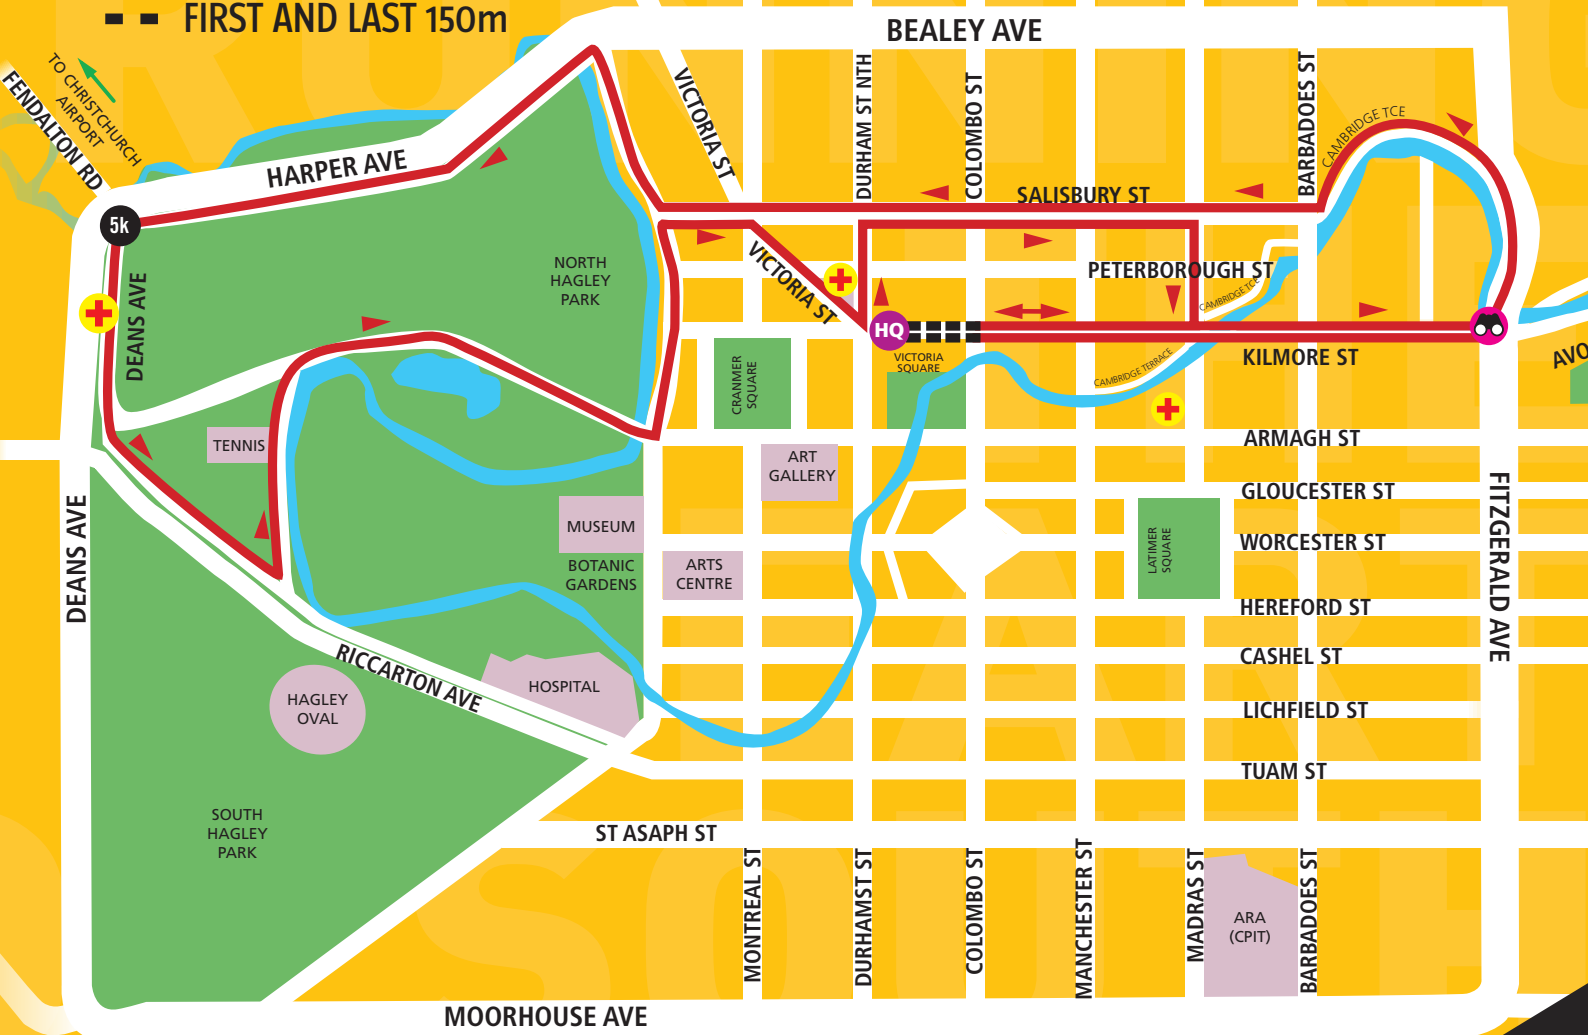 FIRST AND LAST 150m
BEALEY AVE
TO CHRISTCHURCH
AIRPORT
FENDALTON RD
HARPER AVE
VICTORIA ST
DURHAM ST NTH
COLOMBO ST
BARBADOES ST
CAMBRIDGE TCE
SALISBURY ST
5k
DEANS AVE
NORTH
HAGLEY
PARK
VICTORIA ST
PETERBOROUGH ST
CAMBRIDGE TCE
HQ
VICTORIA
SQUARE
CRANMER
SQUARE
CAMBRIDGE TERRACE
KILMORE ST
AVO
TENNIS
ART
GALLERY
ARMAGH ST
GLOUCESTER ST
MUSEUM
WORCESTER ST
LATIMER
SQUARE
BOTANIC
GARDENS
ARTS
CENTRE
DEANS AVE
FITZGERALD AVE
HEREFORD ST
RICCARTON AVE
CASHEL ST
HAGLEY
OVAL
HOSPITAL
LICHFIELD ST
TUAM ST
SOUTH
HAGLEY
PARK
ST ASAPH ST
MONTREAL ST
DURHAMST ST
COLOMBO ST
MANCHESTER ST
MADRAS ST
ARA
(CPIT)
BARBADOES ST
MOORHOUSE AVE